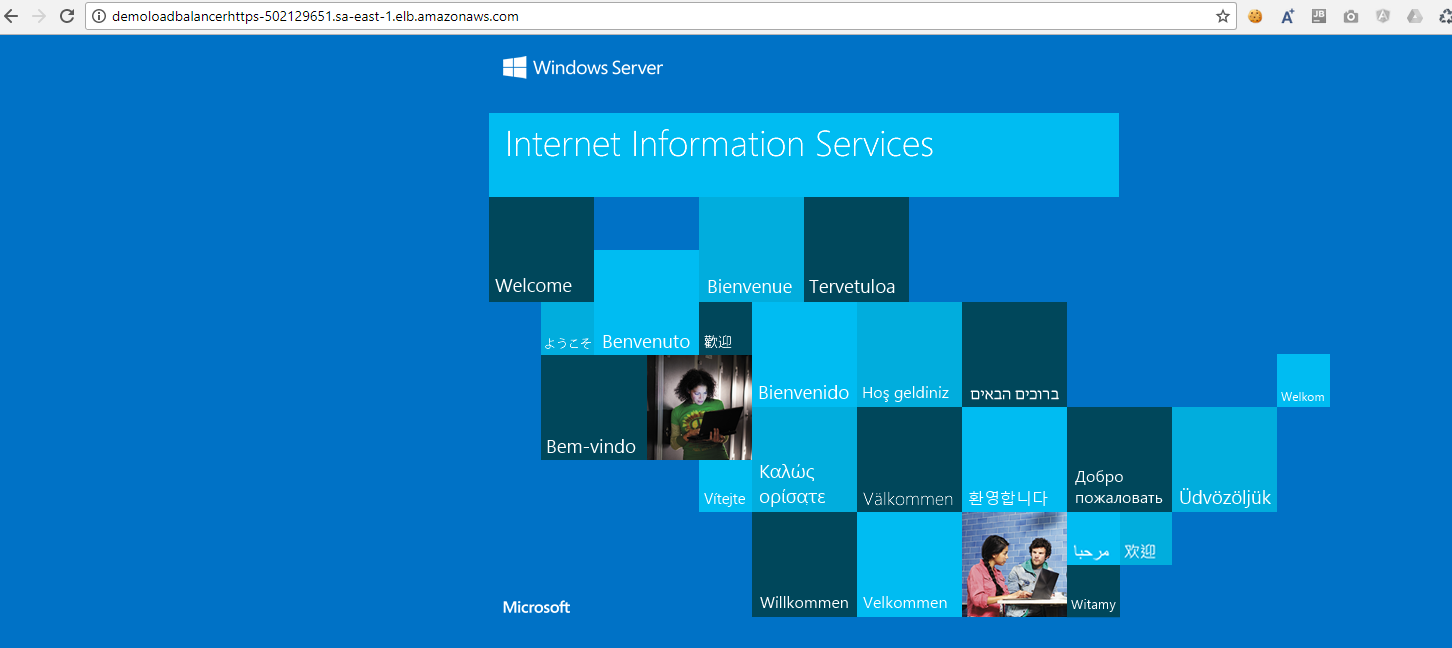 demoloadbalancerhttps-502129651.sa-east-1.elb.amazonaws.com
Windows Server
Internet Information Services
Welcome
Bienvenue
Tervetuloa
ようこそ
Benvenuto
歡迎
Bienvenido
Hoş geldiniz
ברוכים הבאים
Welkom
Bem-vindo
Vítejte
Καλώς
ορίσατε
Välkommen
환영합니다
Добро
пожаловать
Üdvözöljük
مرحبا
欢迎
Willkommen
Velkommen
Witamy
Microsoft